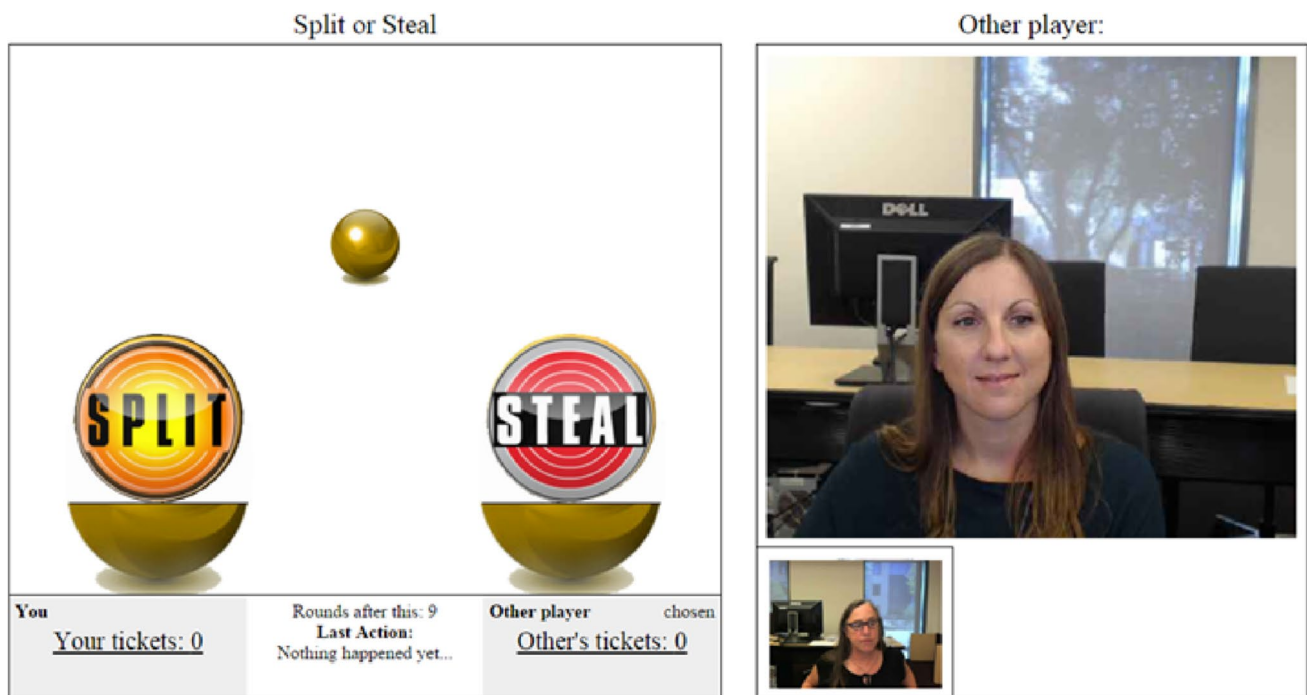 Split or Steal
Other player:
DELL
SPLIT
STEAL
You
Your tickets: 0
Rounds after this: 9
Last Action:
Nothing happened yet...
Other player chosen
Other's tickets: 0